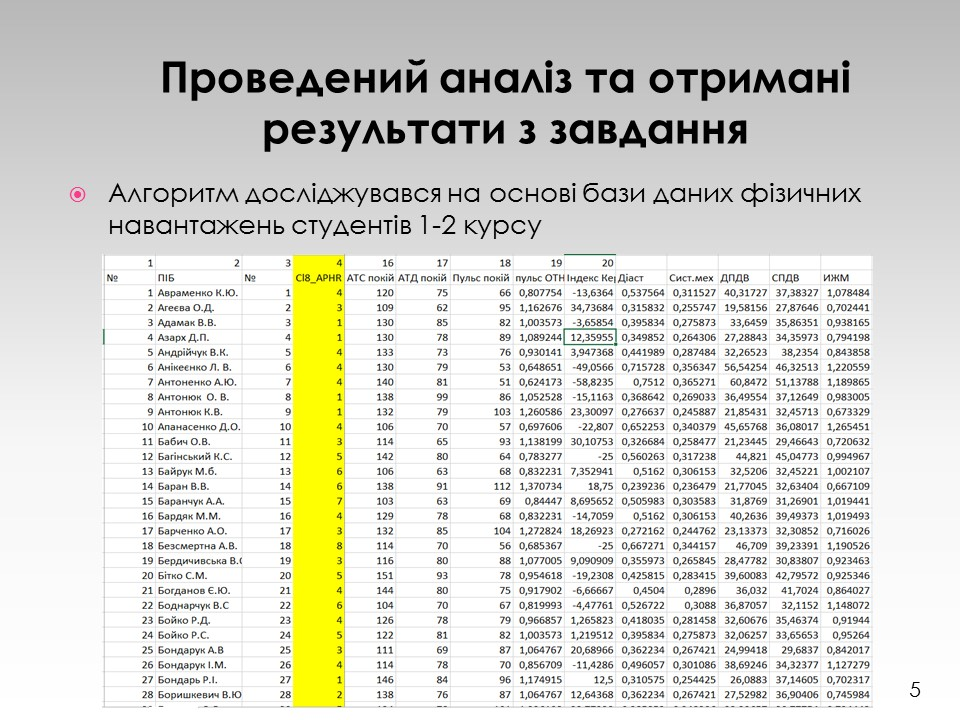 Проведений аналіз та отримані
результати з завдання
Алгоритм досліджувався на основі бази даних фізичних
навантажень студентів 1-2 курсу
1 2 3 4 16 17 18 19 20
№ ПІБ № Cl8_APHR АТС покій АТД покій Пульс покій пульс ОТН Індекс Кер Діаст Сист.мех ДПДВ СПДВ ИЖМ
1 Авраменко К.Ю. 1 4 120 75 66 0,807754 -13,6364 0,537564 0,311527 40,31727 37,38327 1,078484
2 Агеєва О.Д. 2 3 109 62 95 1,162676 34,73684 0,315832 0,255747 19,58156 27,87646 0,702441
3 Адамак В.В. 3 1 130 85 82 1,003573 -3,65854 0,395834 0,275873 33,6459 35,86351 0,938165
4 Азарх Д.П. 4 1 130 78 89 1,089244 12,35955 0,349852 0,264306 27,28843 34,35973 0,794198
5 Андрійчук В.К. 5 4 133 73 76 0,930141 3,947368 0,441989 0,287484 32,26523 38,2354 0,843858
6 Анікеєнко Л. В. 6 4 130 79 53 0,648651 -49,0566 0,715728 0,356347 56,54254 46,32513 1,220559
7 Антоненко А.Ю. 7 4 140 81 51 0,624173 -58,8235 0,7512 0,365271 60,8472 51,13788 1,189865
8 Антонюк О. В. 8 1 138 99 86 1,052528 -15,1163 0,368642 0,269033 36,49554 37,12649 0,983005
9 Антонюк К.В. 9 1 132 79 103 1,260586 23,30097 0,276637 0,245887 21,85431 32,45713 0,673329
10 Апанасенко Д.О. 10 4 106 70 57 0,697606 -22,807 0,652253 0,340379 45,65768 36,08017 1,265451
11 Бабич О.В. 11 3 114 65 93 1,138199 30,10753 0,326684 0,258477 21,23445 29,46643 0,720632
12 Багінський К.С. 12 5 142 80 64 0,783277 -25 0,560263 0,317238 44,821 45,04773 0,994967
13 Байрук М.б. 13 6 106 63 68 0,832231 7,352941 0,5162 0,306153 32,5206 32,45221 1,002107
14 Баран В.В. 14 6 138 91 112 1,370734 18,75 0,239236 0,236479 21,77045 32,63404 0,667109
15 Баранчук А.А. 15 7 103 63 69 0,84447 8,695652 0,505983 0,303583 31,8769 31,26901 1,019441
16 Бардяк М.М. 16 4 129 78 68 0,832231 -14,7059 0,5162 0,306153 40,2636 39,49373 1,019493
17 Барченко А.О. 17 3 132 85 104 1,272824 18,26923 0,272162 0,244762 23,13373 32,30852 0,716026
18 Безсмертна А.В. 18 8 114 70 56 0,685367 -25 0,667271 0,344157 46,709 39,23391 1,190526
19 Бердичивська В.( 19 3 116 80 88 1,077005 9,090909 0,355973 0,265845 28,47782 30,83807 0,923463
20 Бітко С.М. 20 5 151 93 78 0,954618 -19,2308 0,425815 0,283415 39,60083 42,79572 0,925346
21 Богданов Є.Ю. 21 4 144 80 75 0,917902 -6,66667 0,4504 0,2896 36,032 41,7024 0,864027
22 Боднарчук В.С 22 6 104 70 67 0,819993 -4,47761 0,526722 0,3088 36,87057 32,1152 1,148072
23 Бойко Р.Д. 23 4 126 78 79 0,966857 1,265823 0,418035 0,281458 32,60676 35,46374 0,91944
24 Бойко Р.С. 24 5 122 81 82 1,003573 1,219512 0,395834 0,275873 32,06257 33,65653 0,95264
25 Бондарук А.В 25 3 111 69 87 1,064767 20,68966 0,362234 0,267421 24,99418 29,6837 0,842017
26 Бондарук І.М. 26 4 114 78 70 0,856709 -11,4286 0,496057 0,301086 38,69246 34,32377 1,127279
27 Бондарь Р.І. 27 1 146 84 96 1,174915 12,5 0,310575 0,254425 26,0883 37,14605 0,702317
28 Боришкевич В.Ю 28 2 138 76 87 1,064767 12,64368 0,362234 0,267421 27,52982 36,90406 0,745984
5